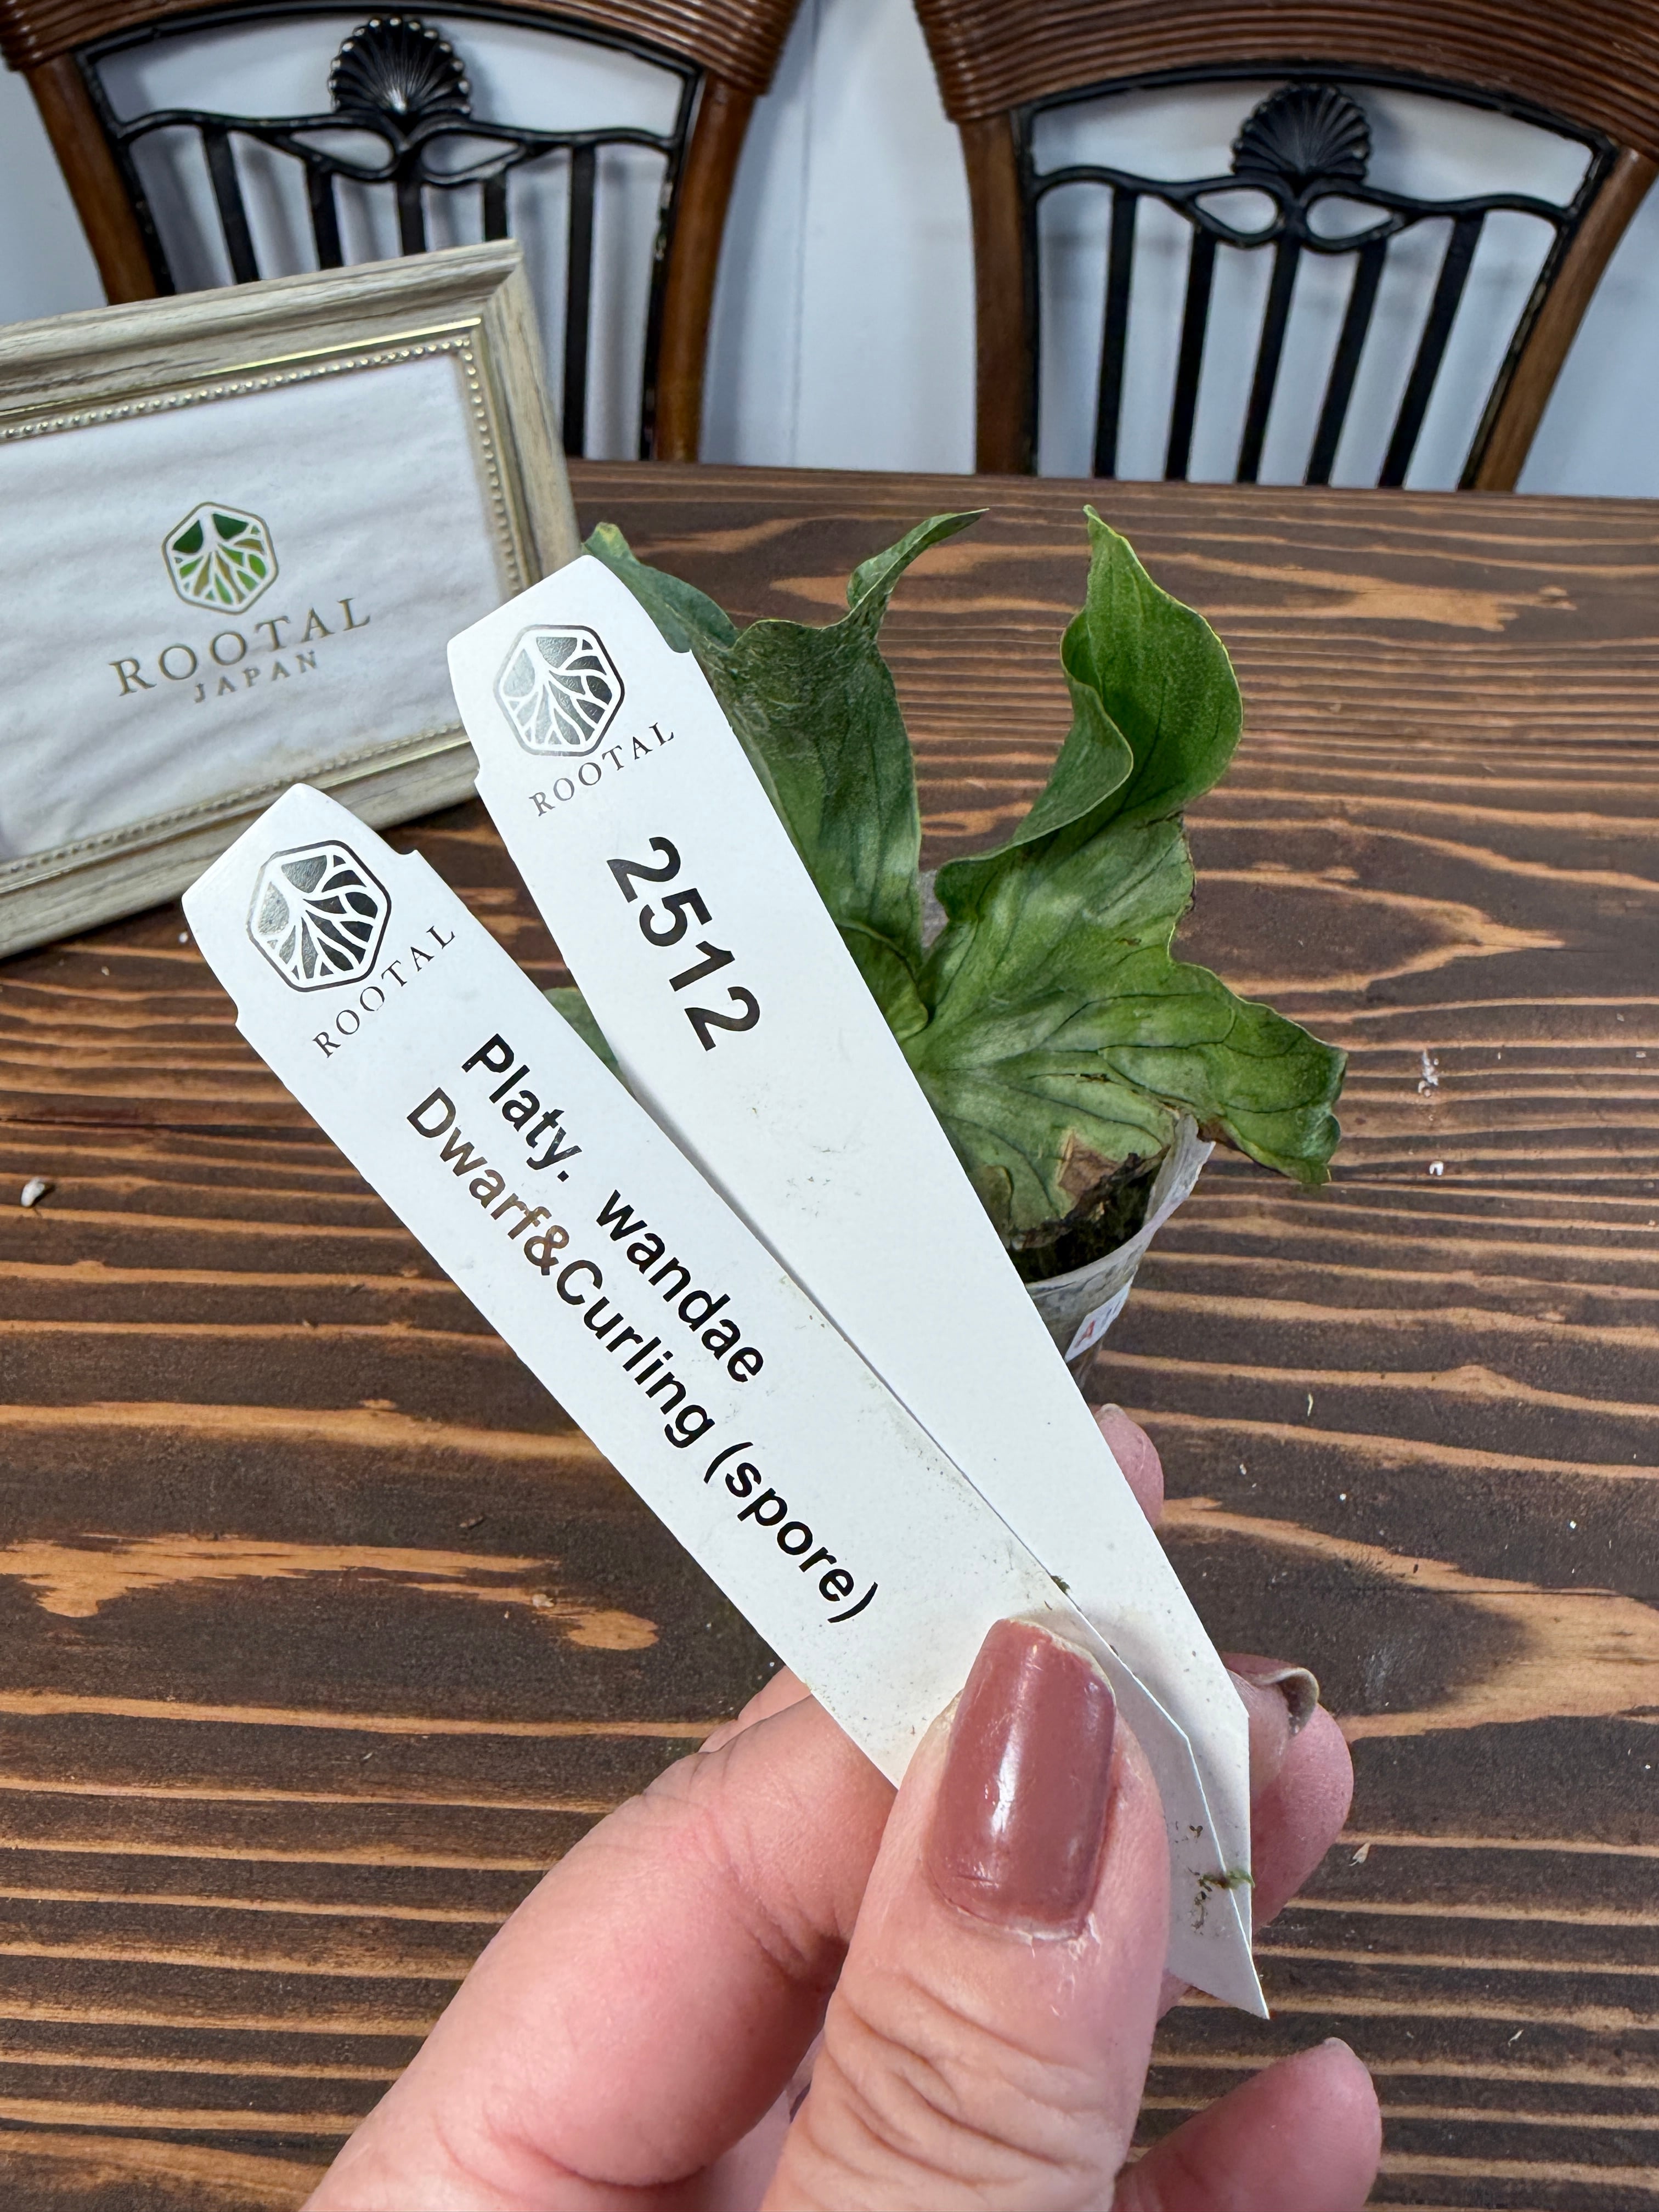 ROOTAL
JAPAN
ROOTAL
2512
ROOTAL
Platy. wandae
Dwarf&Curling (spore)